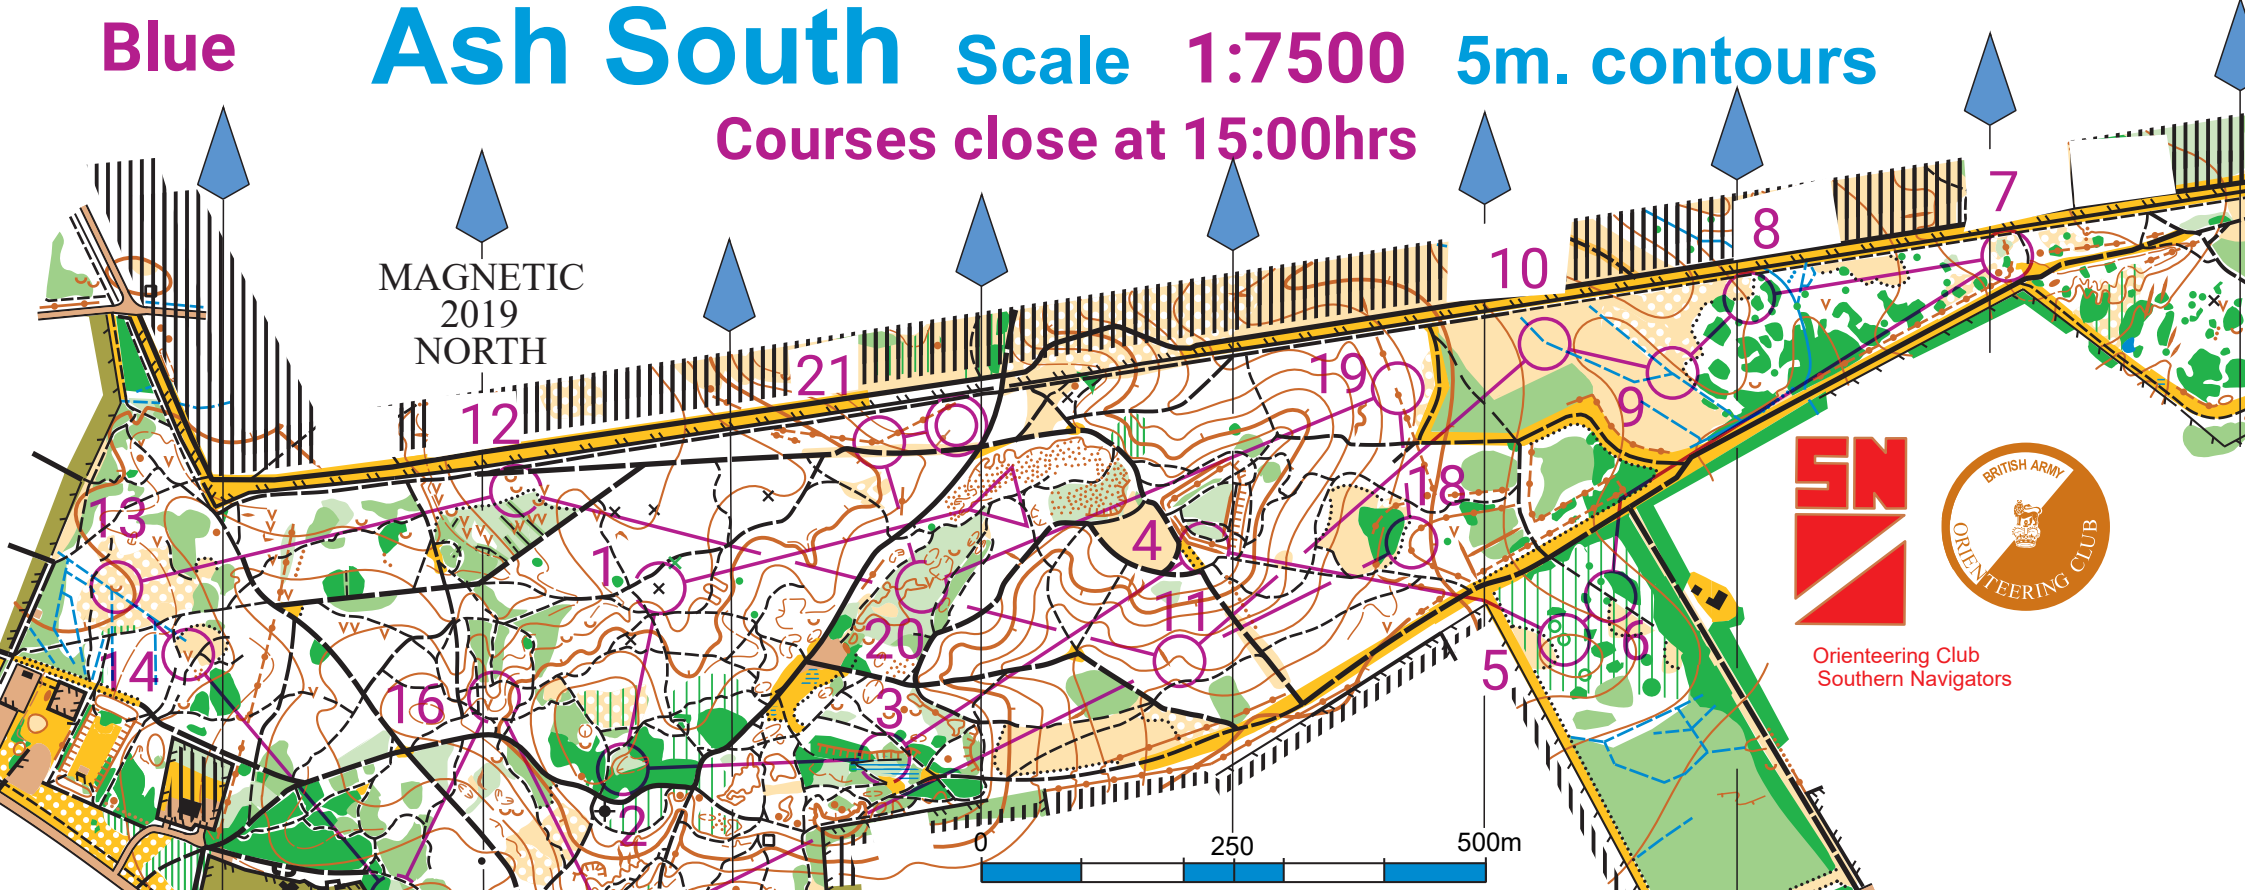 Blue Ash South Scale 1:7500 5m. contours
Courses close at 15:00hrs
MAGNETIC
2019
NORTH
7
8
10
21
19
12
9
13
18
4
1
11
20
6
14
5
16
3
2
SN
BRITISH ARMY
ORIENTEERING CLUB
Orienteering Club
Southern Navigators
0 250 500m